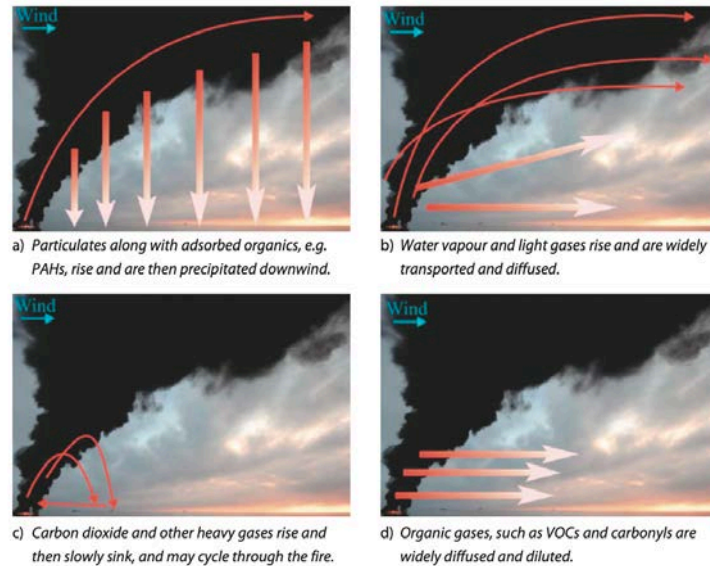 Wind
Wind
a) Particulates along with adsorbed organics, e.g.
PAHs, rise and are then precipitated downwind.
b) Water vapour and light gases rise and are widely
transported and diffused.
Wind
Wind
c) Carbon dioxide and other heavy gases rise and
then slowly sink, and may cycle through the fire.
d) Organic gases, such as VOCs and carbonyls are
widely diffused and diluted.